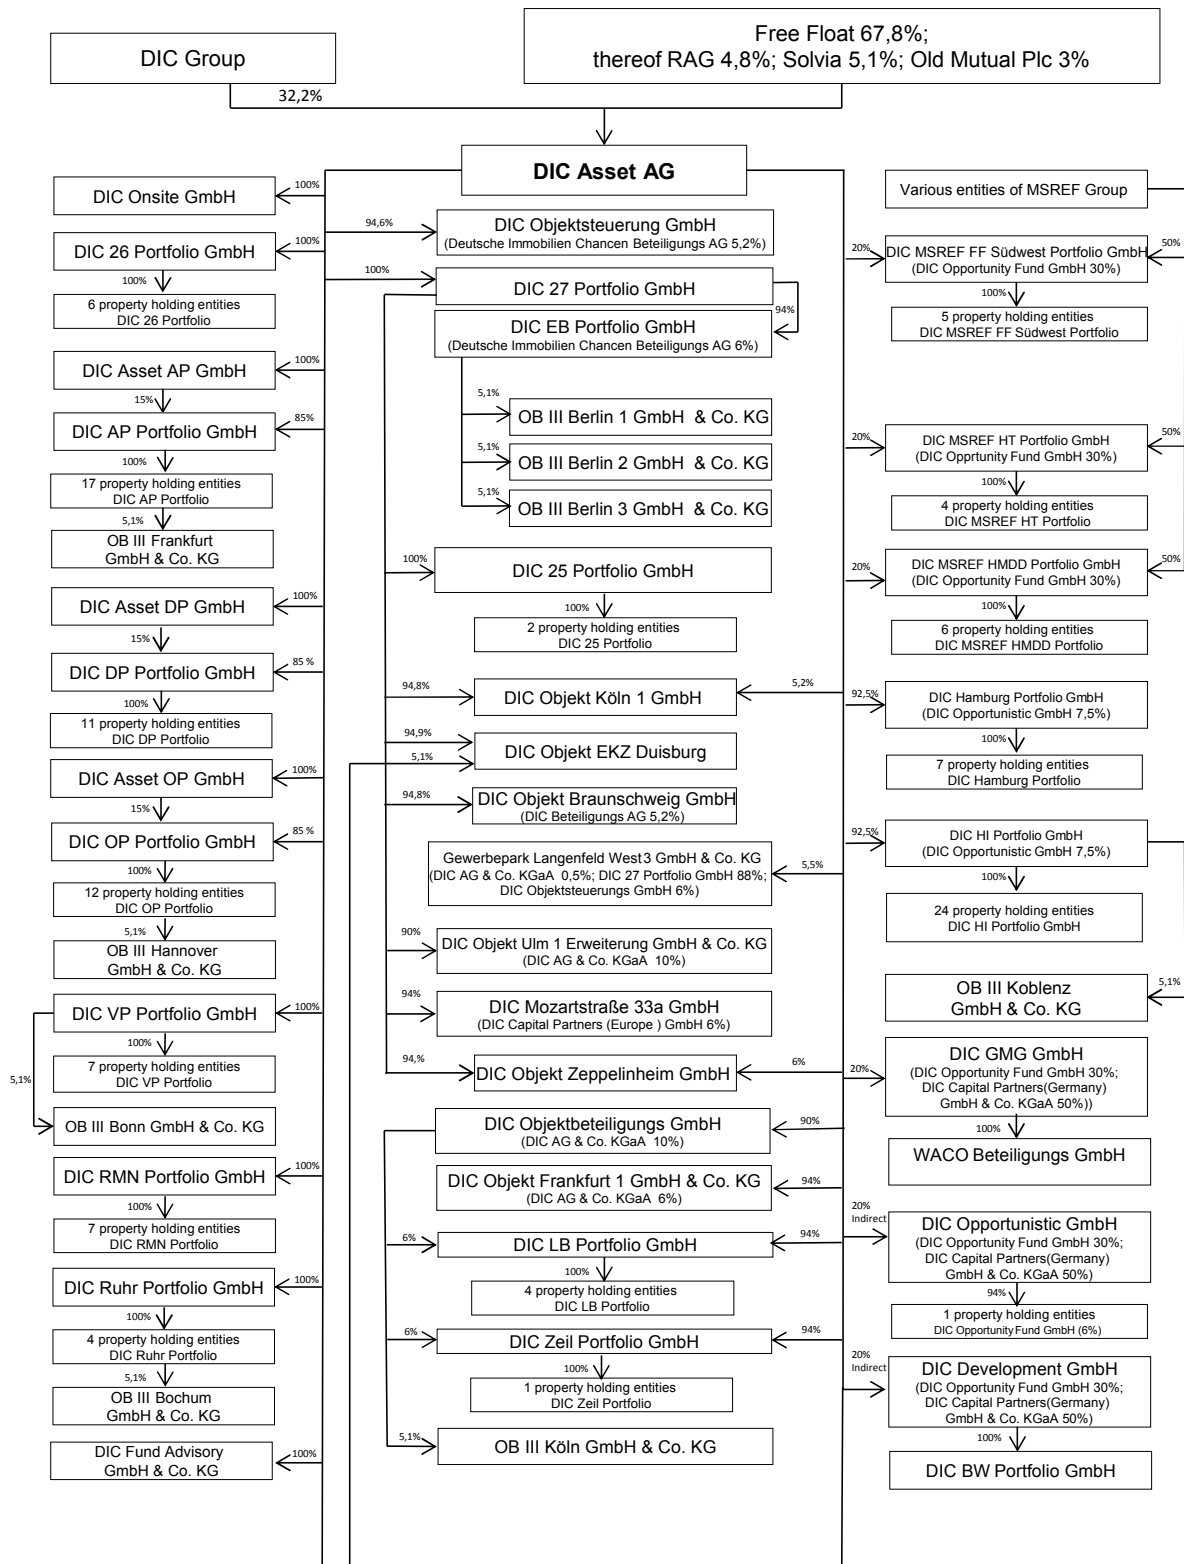 DIC Group
Free Float 67,8%;
thereof RAG 4,8%; Solvia 5,1%; Old Mutual Plc 3%
32,2%
DIC Asset AG
100%
DIC Onsite GmbH
100%
DIC 26 Portfolio GmbH
100%
6 property holding entities
DIC 26 Portfolio
100%
DIC Asset AP GmbH
15%
85%
DIC AP Portfolio GmbH
100%
17 property holding entities
DIC AP Portfolio
5,1%
OB III Frankfurt
GmbH & Co. KG
100%
DIC Asset DP GmbH
15%
85 %
DIC DP Portfolio GmbH
100%
11 property holding entities
DIC DP Portfolio
100%
DIC Asset OP GmbH
15%
85 %
DIC OP Portfolio GmbH
100%
12 property holding entities
DIC OP Portfolio
5,1%
OB III Hannover
GmbH & Co. KG
100%
DIC VP Portfolio GmbH
100%
7 property holding entities
DIC VP Portfolio
5,1%
OB III Bonn GmbH & Co. KG
100%
DIC RMN Portfolio GmbH
100%
7 property holding entities
DIC RMN Portfolio
100%
DIC Ruhr Portfolio GmbH
100%
4 property holding entities
DIC Ruhr Portfolio
5,1%
OB III Bochum
GmbH & Co. KG
100%
DIC Fund Advisory
GmbH & Co. KG
94,6%
DIC Objektsteuerung GmbH
(Deutsche Immobilien Chancen Beteiligungs AG 5,2%)
100%
DIC 27 Portfolio GmbH
94%
DIC EB Portfolio GmbH
(Deutsche Immobilien Chancen Beteiligungs AG 6%)
5,1%
OB III Berlin 1 GmbH & Co. KG
5,1%
OB III Berlin 2 GmbH & Co. KG
5,1%
OB III Berlin 3 GmbH & Co. KG
100%
DIC 25 Portfolio GmbH
100%
2 property holding entities
DIC 25 Portfolio
94,8%
DIC Objekt Köln 1 GmbH
5,2%
94,9%
5,1%
DIC Objekt EKZ Duisburg
94,8%
DIC Objekt Braunschweig GmbH
(DIC Beteiligungs AG 5,2%)
Gewerbepark Langenfeld West3 GmbH & Co. KG
(DIC AG & Co. KGaA 0,5%; DIC 27 Portfolio GmbH 88%;
DIC Objektsteuerungs GmbH 6%)
5,5%
90%
DIC Objekt Ulm 1 Erweiterung GmbH & Co. KG
(DIC AG & Co. KGaA 10%)
94%
DIC Mozartstraße 33a GmbH
(DIC Capital Partners (Europe ) GmbH 6%)
94,%
DIC Objekt Zeppelinheim GmbH
6%
DIC Objektbeteiligungs GmbH
(DIC AG & Co. KGaA 10%)
90%
DIC Objekt Frankfurt 1 GmbH & Co. KG
(DIC AG & Co. KGaA 6%)
94%
6%
DIC LB Portfolio GmbH
94%
100%
4 property holding entities
DIC LB Portfolio
6%
DIC Zeil Portfolio GmbH
94%
100%
1 property holding entities
DIC Zeil Portfolio
5,1%
OB III Köln GmbH & Co. KG
Various entities of MSREF Group
20%
DIC MSREF FF Südwest Portfolio GmbH
(DIC Opportunity Fund GmbH 30%)
50%
100%
5 property holding entities
DIC MSREF FF Südwest Portfolio
20%
DIC MSREF HT Portfolio GmbH
(DIC Opprtunity Fund GmbH 30%)
50%
100%
4 property holding entities
DIC MSREF HT Portfolio
20%
DIC MSREF HMDD Portfolio GmbH
(DIC Opportunity Fund GmbH 30%)
50%
100%
6 property holding entities
DIC MSREF HMDD Portfolio
92,5%
DIC Hamburg Portfolio GmbH
(DIC Opportunistic GmbH 7,5%)
100%
7 property holding entities
DIC Hamburg Portfolio
92,5%
DIC HI Portfolio GmbH
(DIC Opportunistic GmbH 7,5%)
100%
24 property holding entities
DIC HI Portfolio GmbH
OB III Koblenz
GmbH & Co. KG
5,1%
20%
DIC GMG GmbH
(DIC Opportunity Fund GmbH 30%;
DIC Capital Partners(Germany)
GmbH & Co. KGaA 50%))
100%
WACO Beteiligungs GmbH
20%
Indirect
DIC Opportunistic GmbH
(DIC Opportunity Fund GmbH 30%;
DIC Capital Partners(Germany)
GmbH & Co. KGaA 50%)
94%
1 property holding entities
DIC Opportunity Fund GmbH (6%)
20%
Indirect
DIC Development GmbH
(DIC Opportunity Fund GmbH 30%;
DIC Capital Partners(Germany)
GmbH & Co. KGaA 50%)
100%
DIC BW Portfolio GmbH